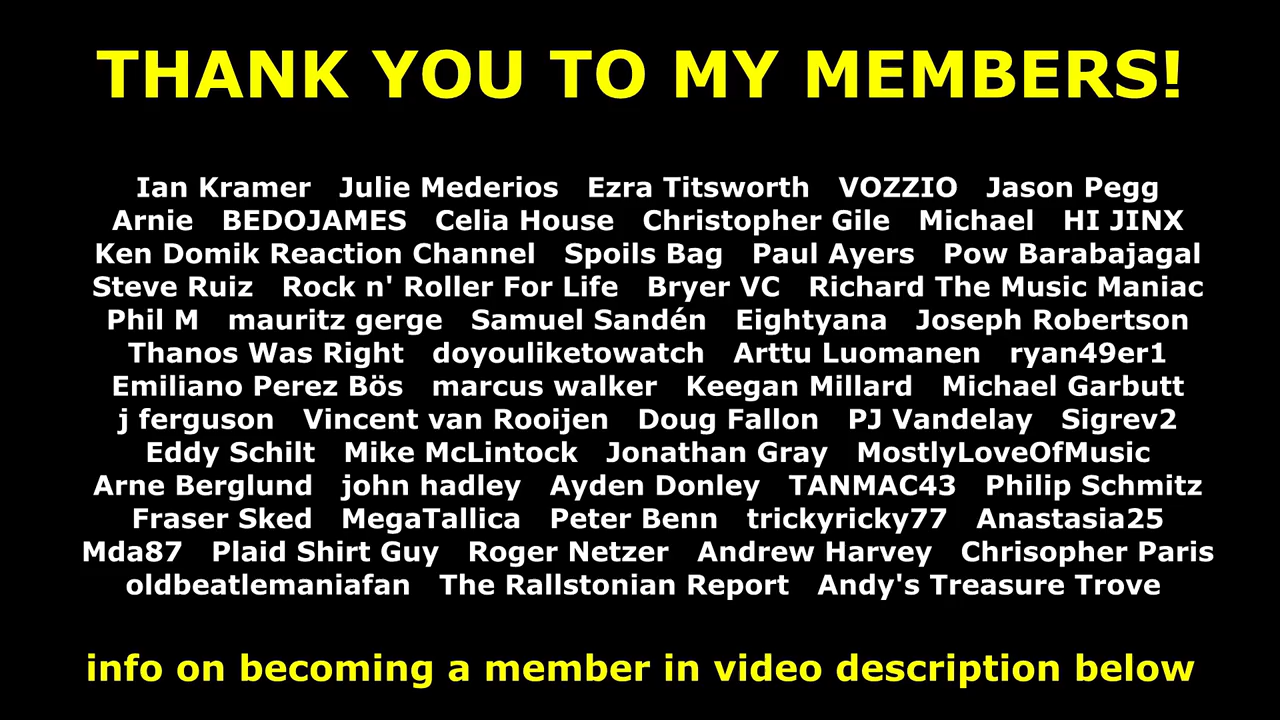 THANK YOU TO MY MEMBERS!
Ian Kramer Julie Mederios Ezra Titsworth VOZZIO Jason Pegg
Arnie BEDOJAMES Celia House Christopher Gile Michael HI JINX
Ken Domik Reaction Channel Spoils Bag Paul Ayers Pow Barabajagal
Steve Ruiz Rock n' Roller For Life Bryer VC Richard The Music Maniac
Phil M mauritz gerge Samuel Sandén Eightyana Joseph Robertson
Thanos Was Right doyouliketowatch Arttu Luomanen ryan49er1
Emiliano Perez Bös marcus walker Keegan Millard Michael Garbutt
j ferguson Vincent van Rooijen Doug Fallon PJ Vandelay Sigrev2
Eddy Schilt Mike McLintock Jonathan Gray MostlyLoveOfMusic
Arne Berglund john hadley Ayden Donley TANMAC43 Philip Schmitz
Fraser Sked MegaTallica Peter Benn trickyricky77 Anastasia25
Mda87 Plaid Shirt Guy Roger Netzer Andrew Harvey Chrisopher Paris
oldbeatlemaniafan The Rallstonian Report Andy's Treasure Trove
info on becoming a member in video description below